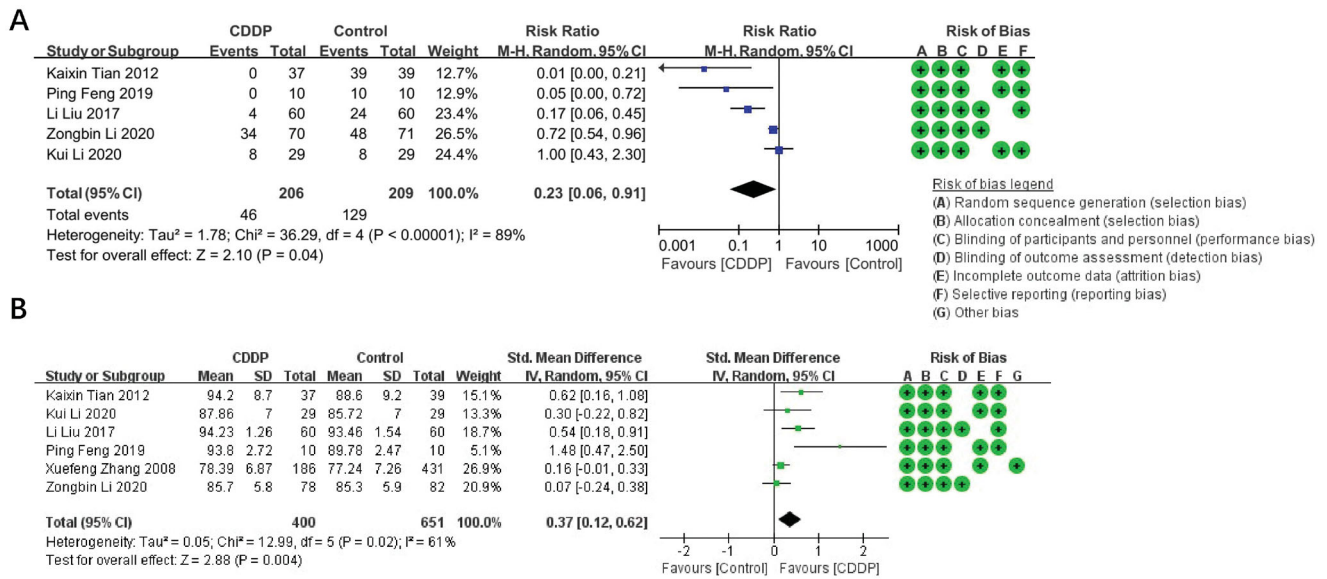 A
CDDP Control Risk Ratio Risk Ratio Risk of Bias
Study or Subgroup Events Total Events Total Weight M-H, Random, 95% CI M-H, Random, 95% CI A B C D E F
Kaixin Tian 2012 0 37 39 39 12.7% 0.01 [0.00, 0.21]
Ping Feng 2019 0 10 10 10 12.9% 0.05 [0.00, 0.72]
Li Liu 2017 4 60 24 60 23.4% 0.17 [0.06, 0.45]
Zongbin Li 2020 34 70 48 71 26.5% 0.72 [0.54, 0.96]
Kui Li 2020 8 29 8 29 24.4% 1.00 [0.43, 2.30]
Total (95% CI) 206 209 100.0% 0.23 [0.06, 0.91]
Total events 46 129
Heterogeneity: Tau² = 1.78; Chi² = 36.29, df = 4 (P < 0.00001); I² = 89%
Test for overall effect: Z = 2.10 (P = 0.04)
0.001 0.1 1 10 1000
Favours [CDDP] Favours [Control]
Risk of bias legend
(A) Random sequence generation (selection bias)
(B) Allocation concealment (selection bias)
(C) Blinding of participants and personnel (performance bias)
(D) Blinding of outcome assessment (detection bias)
(E) Incomplete outcome data (attrition bias)
(F) Selective reporting (reporting bias)
(G) Other bias
B
CDDP Control Std. Mean Difference Std. Mean Difference Risk of Bias
Study or Subgroup Mean SD Total Mean SD Total Weight IV, Random, 95% CI IV, Random, 95% CI A B C D E F G
Kaixin Tian 2012 94.2 8.7 37 88.6 9.2 39 15.1% 0.62 [0.16, 1.08]
Kui Li 2020 87.86 7 29 85.72 7 29 13.3% 0.30 [-0.22, 0.82]
Li Liu 2017 94.23 1.26 60 93.46 1.54 60 18.7% 0.54 [0.18, 0.91]
Ping Feng 2019 93.8 2.72 10 89.78 2.47 10 5.1% 1.48 [0.47, 2.50]
Xuefeng Zhang 2008 78.39 6.87 186 77.24 7.26 431 26.9% 0.16 [-0.01, 0.33]
Zongbin Li 2020 85.7 5.8 78 85.3 5.9 82 20.9% 0.07 [-0.24, 0.38]
Total (95% CI) 400 651 100.0% 0.37 [0.12, 0.62]
Heterogeneity: Tau² = 0.05; Chi² = 12.99, df = 5 (P = 0.02); I² = 61%
Test for overall effect: Z = 2.88 (P = 0.004)
-2 -1 0 1 2
Favours [Control] Favours [CDDP]